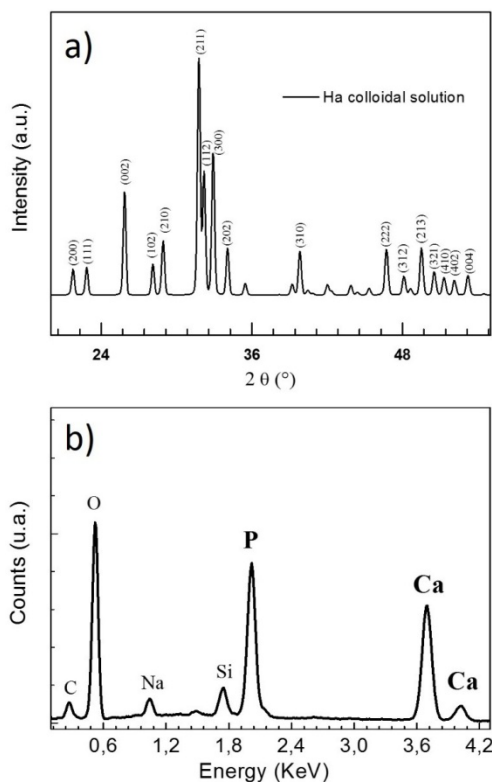 a)
Intensity (a.u.)
Ha colloidal solution
(200)
(111)
(002)
(102)
(210)
(211)
(112)
(300)
(202)
(310)
(222)
(312)
(213)
(321)
(410)
(402)
(004)
24 36 48
2 θ (°)
b)
Counts (u.a.)
C
O
Na
Si
P
Ca
Ca
0,6 1,2 1,8 2,4 3,0 3,6 4,2
Energy (KeV)